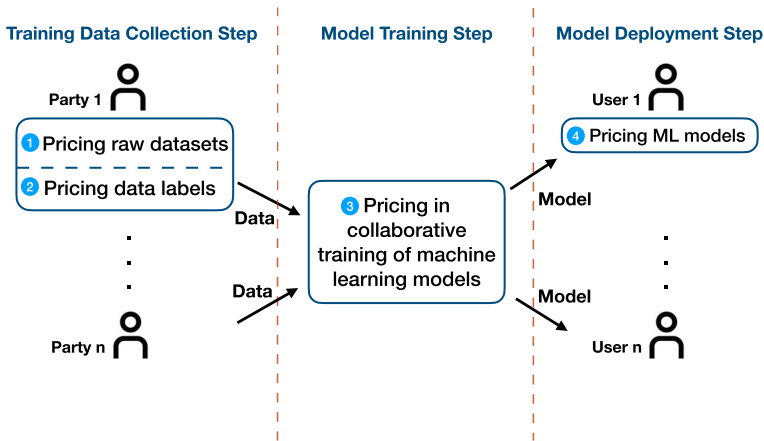 Training Data Collection Step
Model Training Step
Model Deployment Step
Party 1
1 Pricing raw datasets
2 Pricing data labels
Data
Data
Party n
3 Pricing in
collaborative
training of machine
learning models
User 1
4 Pricing ML models
Model
Model
User n